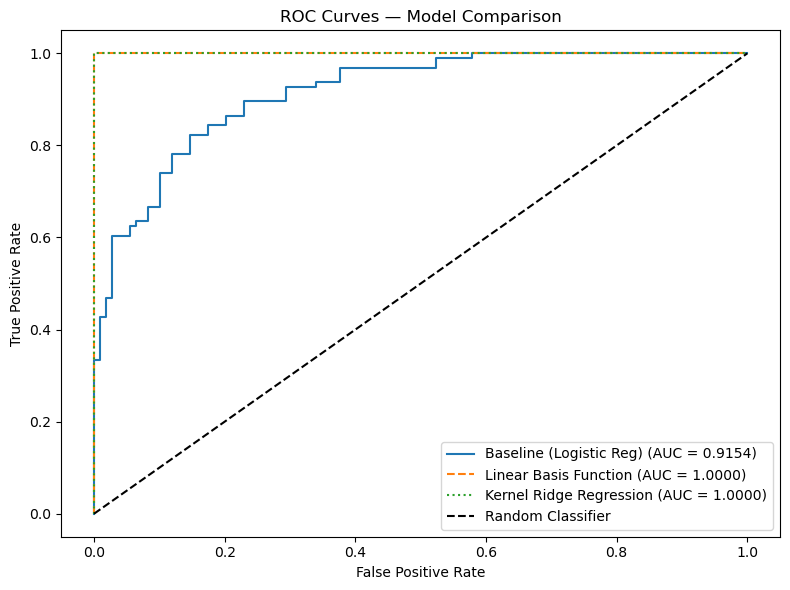 ROC Curves — Model Comparison
True Positive Rate
1.0
0.8
0.6
0.4
0.2
0.0
Baseline (Logistic Reg) (AUC = 0.9154)
Linear Basis Function (AUC = 1.0000)
Kernel Ridge Regression (AUC = 1.0000)
Random Classifier
0.0 0.2 0.4 0.6 0.8 1.0
False Positive Rate